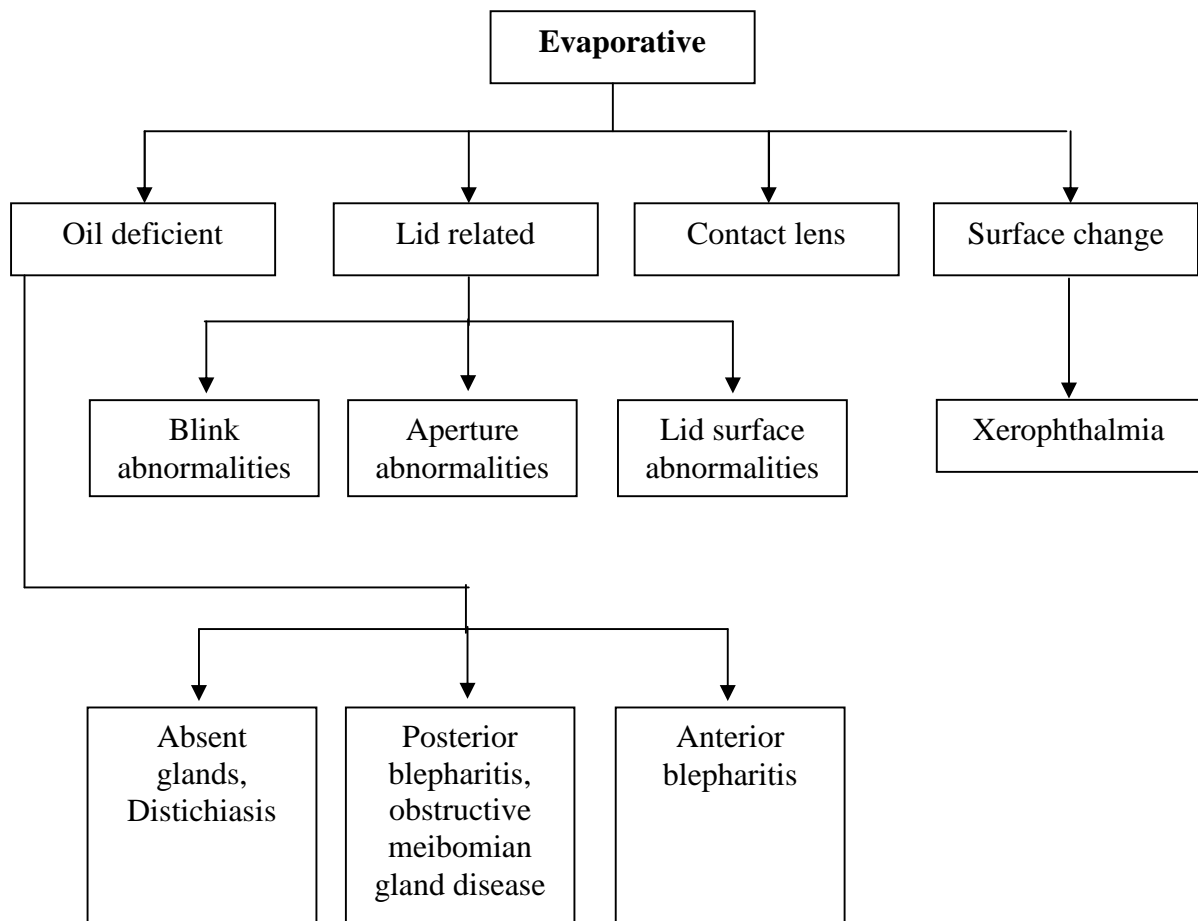 Evaporative
Oil deficient
Lid related
Contact lens
Surface change
Blink
abnormalities
Aperture
abnormalities
Lid surface
abnormalities
Xerophthalmia
Absent
glands,
Distichiasis
Posterior
blepharitis,
obstructive
meibomian
gland disease
Anterior
blepharitis